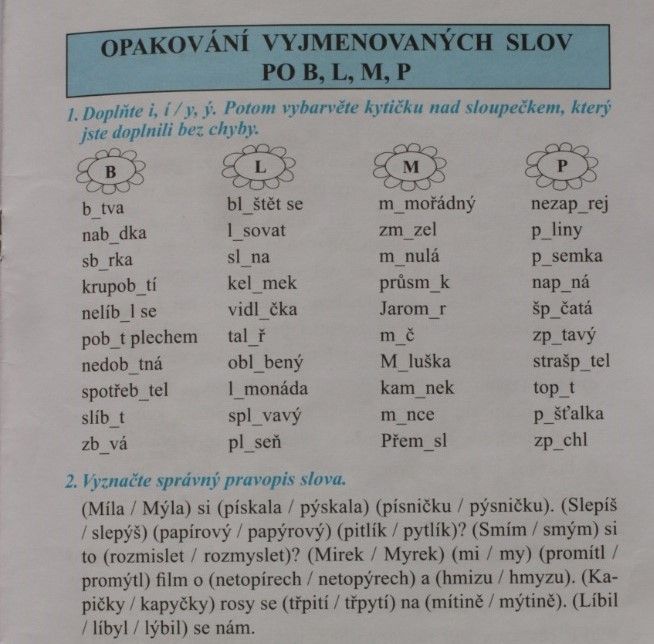 OPAKOVÁNÍ VYJMENOVANÝCH SLOV
PO B, L, M, P
1. Doplňte i, í / y, ý. Potom vybarvěte kytičku nad sloupečkem, který
jste doplnili bez chyby.
B L M P
b_tva bl_štět se m_mořádný nezap_rej
nab_dka l_sovat zm_zel p_liny
sb_rka sl_na m_nulá p_semka
krupob_tí kel_mek průsm_k nap_ná
nelíb_l se vidl_čka Jarom_r šp_čatá
pob_t plechem tal_ř m_č zp_tavý
nedob_tná obl_bený M_luška strašp_tel
spotřeb_tel l_monáda kam_nek top_t
slíb_t spl_vavý m_nce p_šťalka
zb_vá pl_seň Přem_sl zp_chl
2. Vyznačte správný pravopis slova.
(Míla / Mýla) si (pískala / pýskala) (písničku / pýsničku). (Slepíš
/ slepýš) (papírový / papýrový) (pitlík / pytlík)? (Smím / smým) si
to (rozmislet / rozmyslet)? (Mirek / Myrek) (mi / my) (promítl /
promýtl) film o (netopírech / netopýrech) a (hmizu / hmyzu). (Ka-
pičky / kapyčky) rosy se (třpití / třpytí) na (mítině / mýtině). (Líbil
/ líbyl / lýbil) se nám.